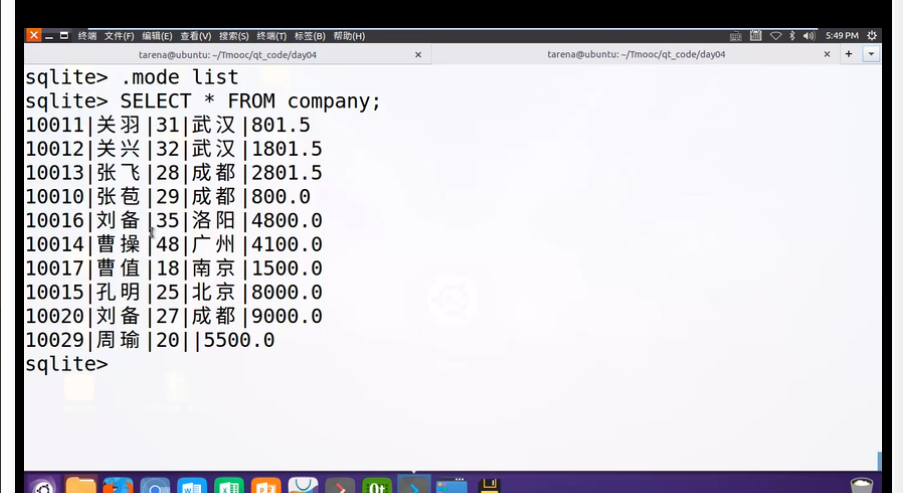 终端 文件(F) 编辑(E) 查看(V) 搜索(S) 终端(T) 标签(B) 帮助(H) 5:49 PM
tarena@ubuntu: ~/Tmooc/qt_code/day04 × tarena@ubuntu: ~/Tmooc/qt_code/day04 × +
sqlite> .mode list
sqlite> SELECT * FROM company;
10011|关羽|31|武汉|801.5
10012|关兴|32|武汉|1801.5
10013|张飞|28|成都|2801.5
10010|张苞|29|成都|800.0
10016|刘备|35|洛阳|4800.0
10014|曹操|48|广州|4100.0
10017|曹值|18|南京|1500.0
10015|孔明|25|北京|8000.0
10020|刘备|27|成都|9000.0
10029|周瑜|20||5500.0
sqlite>
Qt